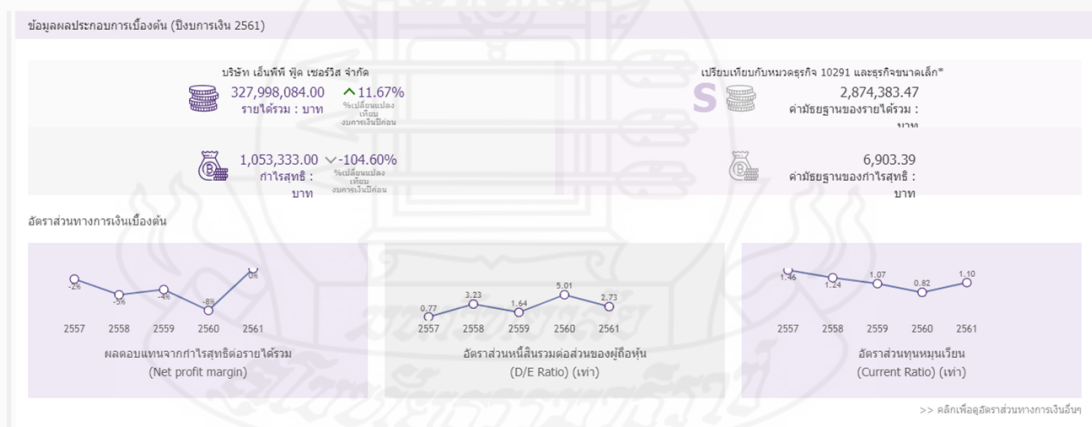 ข้อมูลผลประกอบการเบื้องต้น (ปีงบการเงิน 2561)
บริษัท เอ็นพีพี ฟู้ด เซอร์วิส จำกัด
327,998,084.00
11.67%
รายได้รวม : บาท
%เปลี่ยนแปลง
เทียบ
งบการเงินปีก่อน
1,053,333.00
-104.60%
กำไรสุทธิ :
บาท
%เปลี่ยนแปลง
เทียบ
งบการเงินปีก่อน
เปรียบเทียบกับหมวดธุรกิจ 10291 และธุรกิจขนาดเล็ก*
S
2,874,383.47
ค่ามัธยฐานของรายได้รวม :
บาท
6,903.39
ค่ามัธยฐานของกำไรสุทธิ :
บาท
อัตราส่วนทางการเงินเบื้องต้น
-2% -5% -4% -8% 0%
2557 2558 2559 2560 2561
ผลตอบแทนจากกำไรสุทธิต่อรายได้รวม
(Net profit margin)
0.77 3.23 1.64 5.01 2.73
2557 2558 2559 2560 2561
อัตราส่วนหนี้สินรวมต่อส่วนของผู้ถือหุ้น
(D/E Ratio) (เท่า)
1.46 1.24 1.07 0.82 1.10
2557 2558 2559 2560 2561
อัตราส่วนทุนหมุนเวียน
(Current Ratio) (เท่า)
>> คลิกเพื่อดูอัตราส่วนทางการเงินอื่นๆ